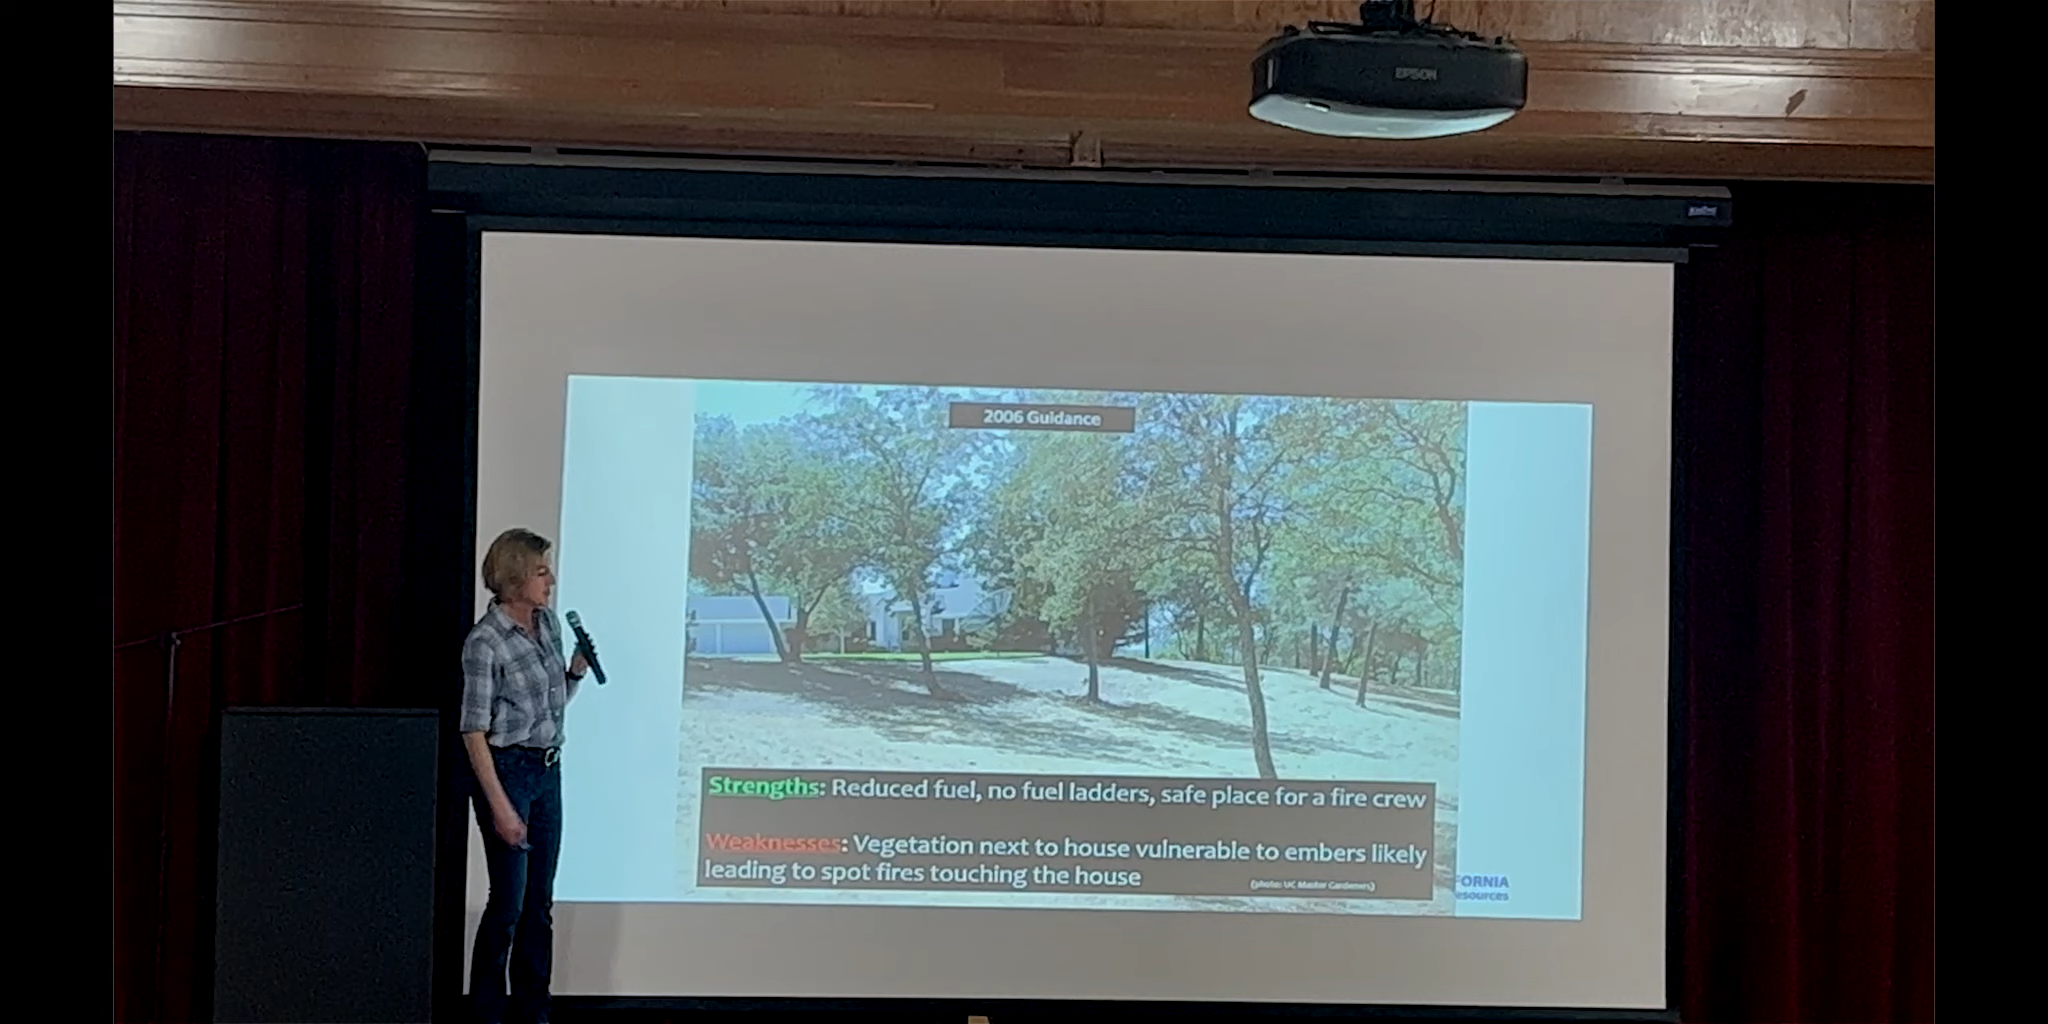 EPSON
2006 Guidance
Strengths: Reduced fuel, no fuel ladders, safe place for a fire crew
Weaknesses: Vegetation next to house vulnerable to embers likely
leading to spot fires touching the house
(photo: UC Master Gardeners)
FORNIA
esources